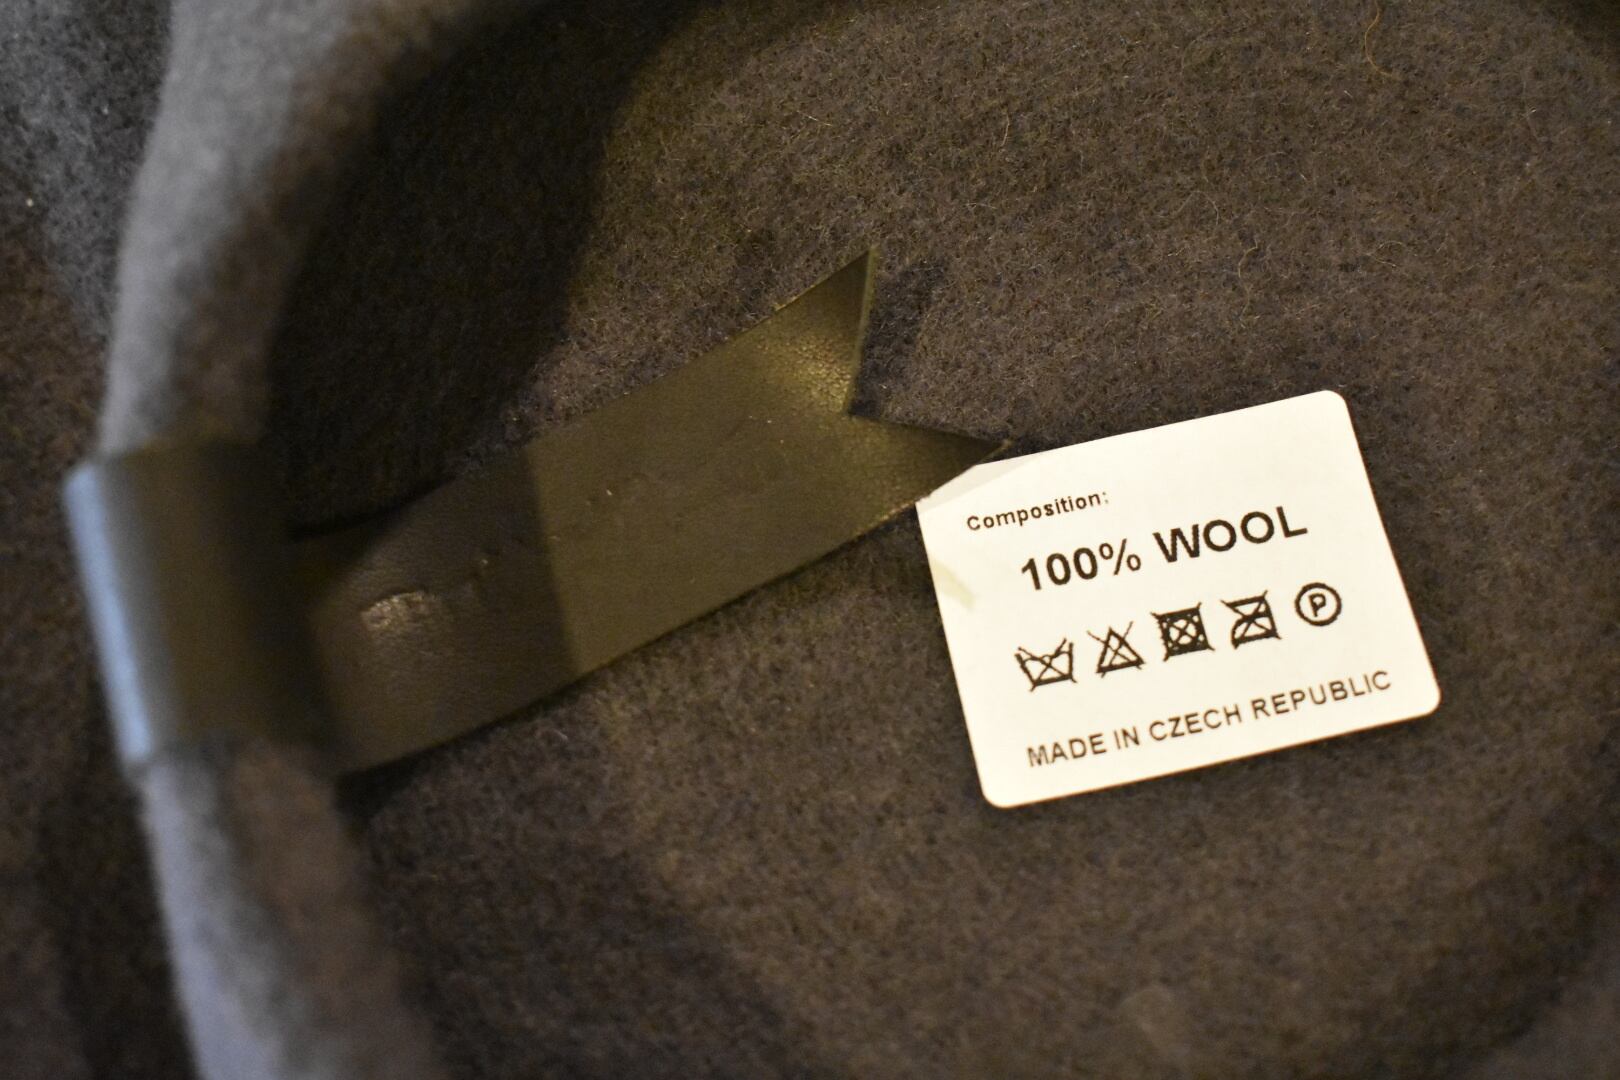 Composition:
100% WOOL
P
MADE IN CZECH REPUBLIC